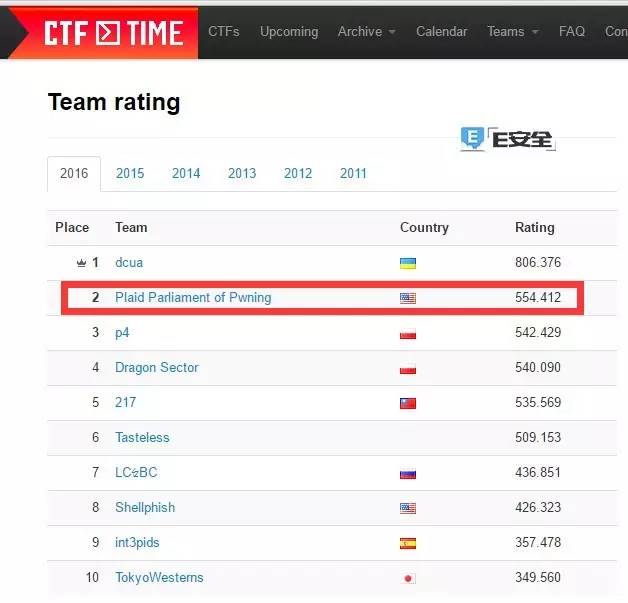 CTF TIME CTFs Upcoming Archive Calendar Teams FAQ Con
Team rating
E安全
2016 2015 2014 2013 2012 2011
Place Team Country Rating
1 dcua 806.376
2 Plaid Parliament of Pwning 554.412
3 p4 542.429
4 Dragon Sector 540.090
5 217 535.569
6 Tasteless 509.153
7 LC↯BC 436.851
8 Shellphish 426.323
9 int3pids 357.478
10 TokyoWesterns 349.560